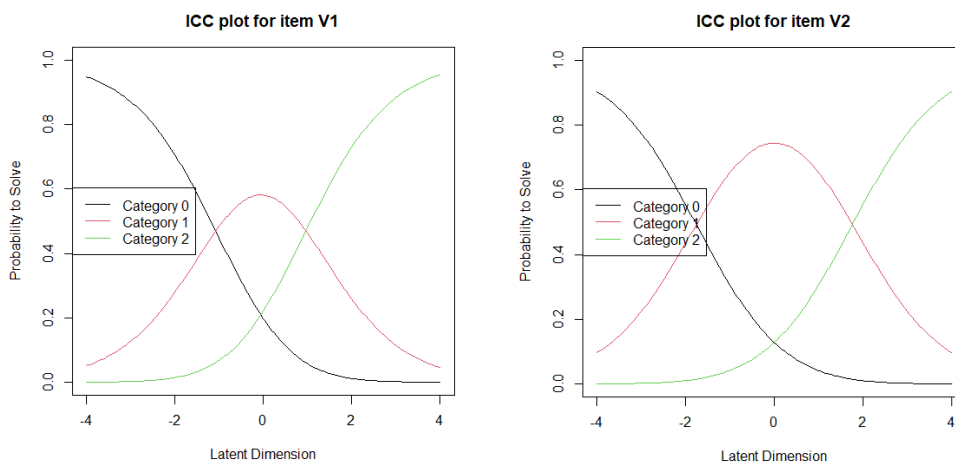 ICC plot for item V1
Probability to Solve
1.0
0.8
0.6
0.4
0.2
0.0
Category 0
Category 1
Category 2
-4
-2
0
2
4
Latent Dimension
ICC plot for item V2
Probability to Solve
1.0
0.8
0.6
0.4
0.2
0.0
Category 0
Category 1
Category 2
-4
-2
0
2
4
Latent Dimension